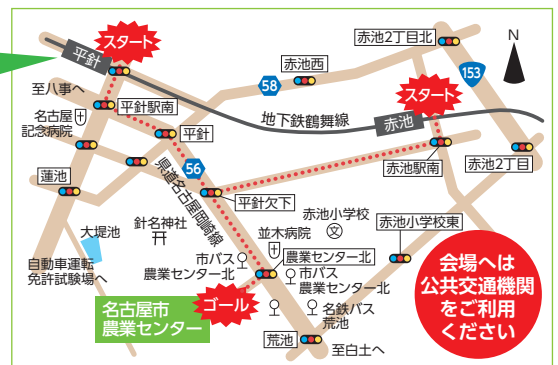 スタート
平針
至八事へ
平針駅南
名古屋
記念病院
平針
蓮池
58
赤池西
赤池2丁目北
N
153
スタート
地下鉄鶴舞線
赤池
赤池駅南
赤池2丁目
56
県道名古屋岡崎線
平針欠下
針名神社
大堤池
自動車運転
免許試験場へ
市バス
農業センター北
並木病院
赤池小学校
文
赤池小学校東
農業センター北
市バス
農業センター北
名古屋市
農業センター
ゴール
名鉄バス
荒池
荒池
至白土へ
会場へは
公共交通機関
をご利用
ください